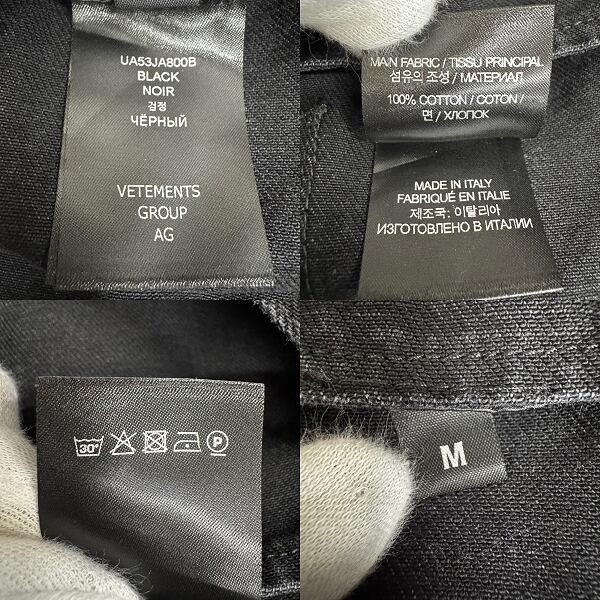 UA53JA800B
BLACK
NOIR
검정
ЧЁРНЫЙ
VETEMENTS
GROUP
AG
MAIN FABRIC / TISSU PRINCIPAL
섬유의 조성 / МАТЕРИАЛ
100% COTTON / COTON /
면 / ХЛОПОК
MADE IN ITALY
FABRIQUÉ EN ITALIE
제조국: 이탈리아
ИЗГОТОВЛЕНО В ИТАЛИИ
30°
P
M